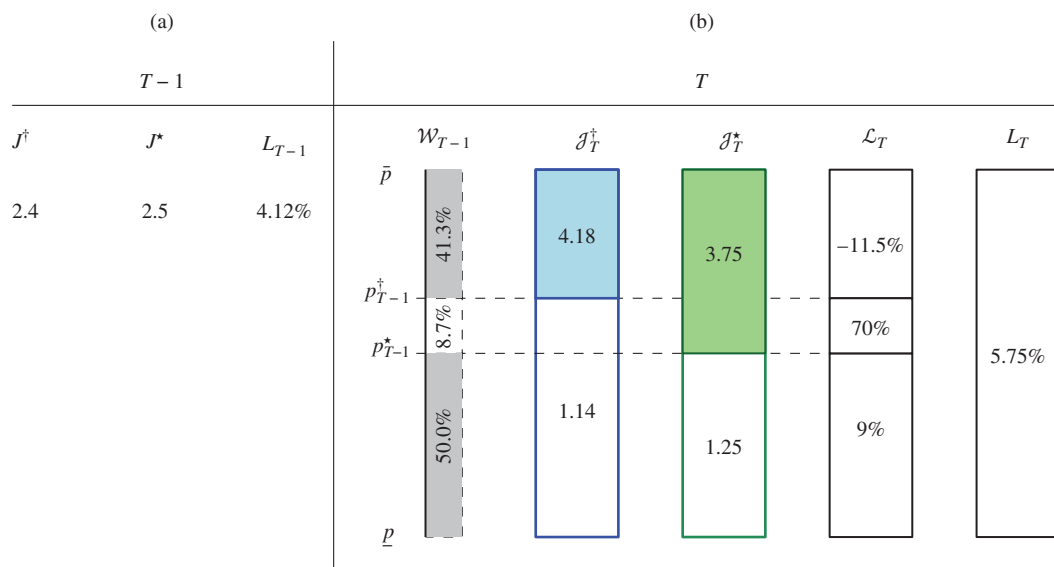 (a) (b)
T − 1 T
J† J⋆ L_{T−1} 𝒲_{T−1} 𝒥†_T 𝒥⋆_T ℒ_T L_T
p̄
2.4 2.5 4.12% 41.3% 4.18 3.75 −11.5%
p†_{T−1}
8.7% 70%
p⋆_{T−1} 5.75%
50.0% 1.14 1.25 9%
p̲